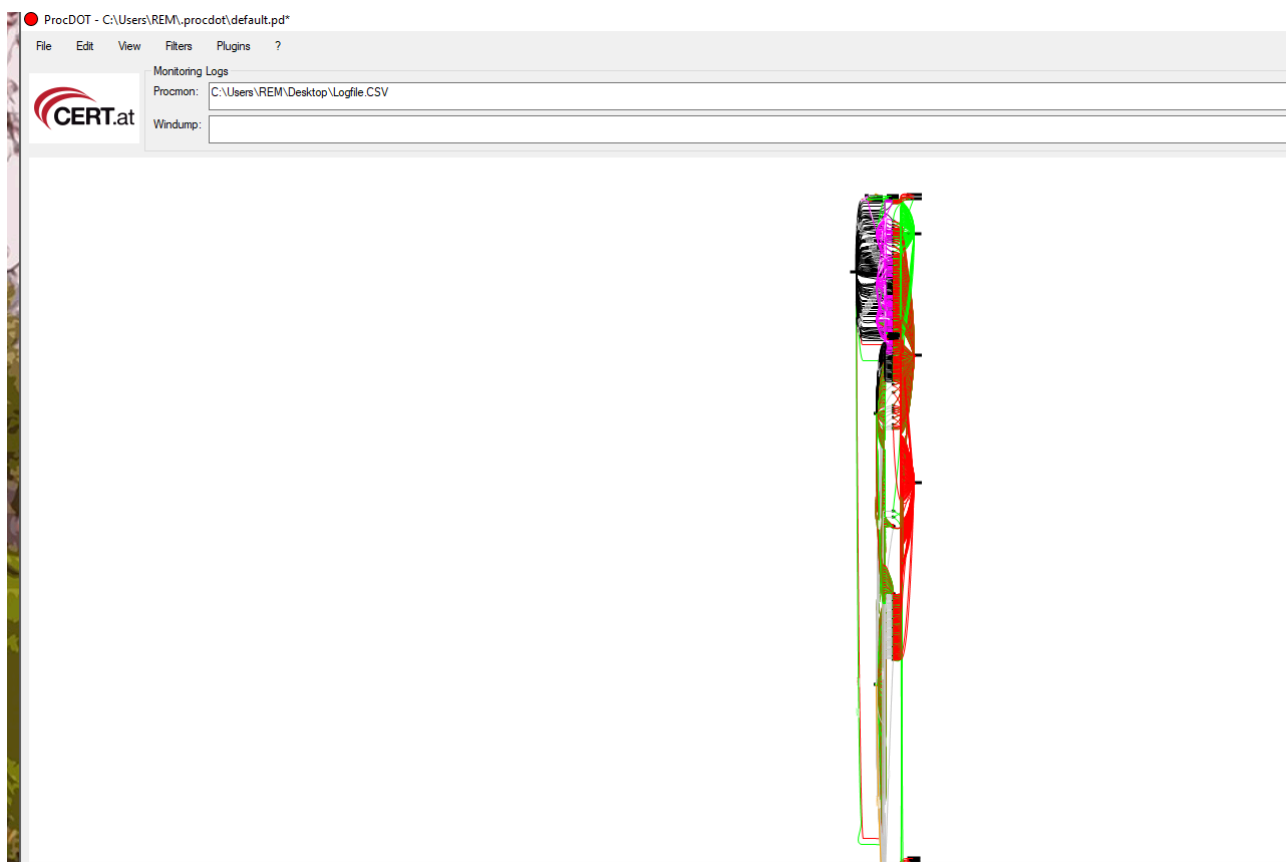 ProcDOT - C:\Users\REM\.procdot\default.pd*
File Edit View Filters Plugins ?
Monitoring Logs
CERT.at
Procmon: C:\Users\REM\Desktop\Logfile.CSV
Windump: